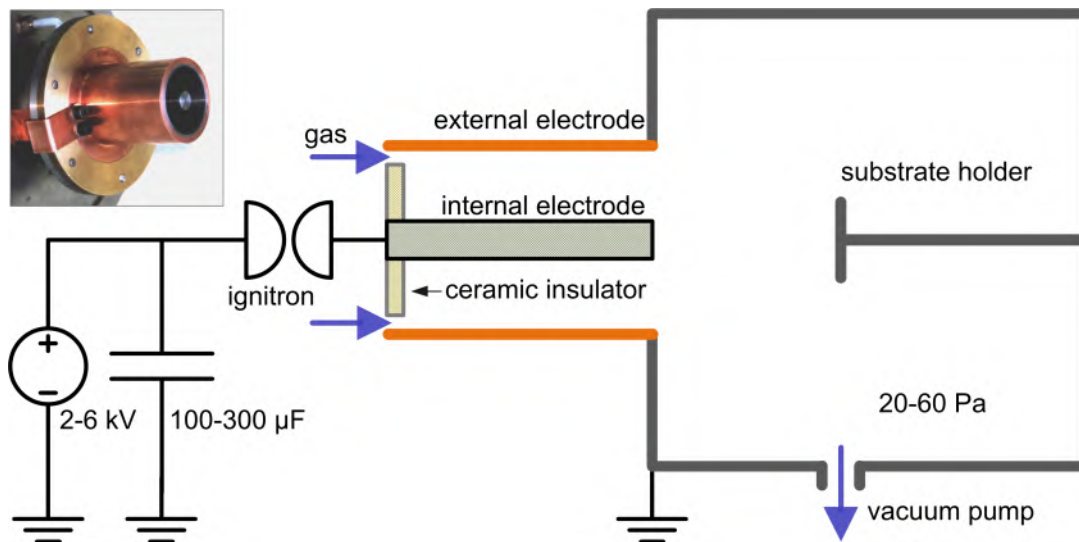 external electrode
gas
substrate holder
internal electrode
ignitron
ceramic insulator
+
−
2-6 kV
100-300 µF
20-60 Pa
vacuum pump